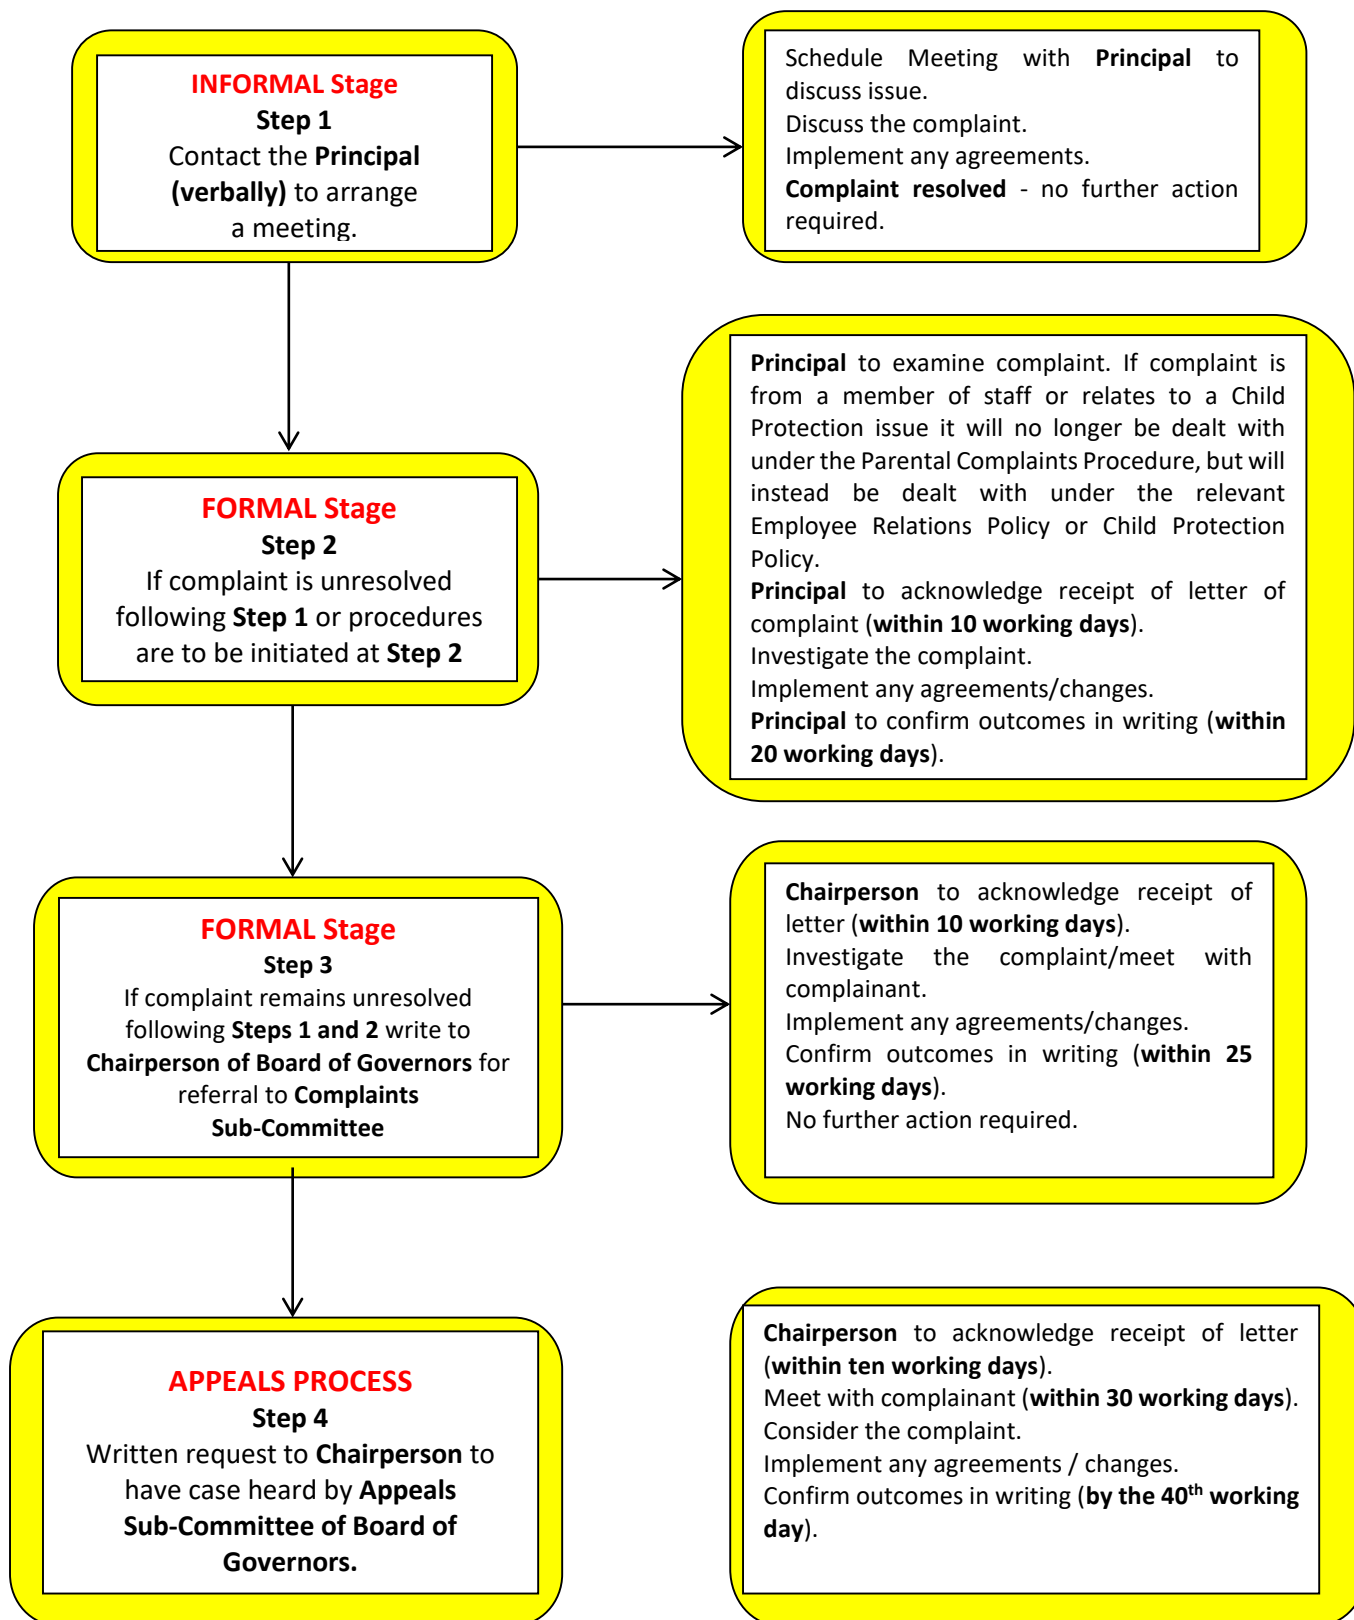 INFORMAL Stage
Step 1
Contact the Principal
(verbally) to arrange
a meeting.
Schedule Meeting with Principal to
discuss issue.
Discuss the complaint.
Implement any agreements.
Complaint resolved - no further action
required.
FORMAL Stage
Step 2
If complaint is unresolved
following Step 1 or procedures
are to be initiated at Step 2
Principal to examine complaint. If complaint is
from a member of staff or relates to a Child
Protection issue it will no longer be dealt with
under the Parental Complaints Procedure, but will
instead be dealt with under the relevant
Employee Relations Policy or Child Protection
Policy.
Principal to acknowledge receipt of letter of
complaint (within 10 working days).
Investigate the complaint.
Implement any agreements/changes.
Principal to confirm outcomes in writing (within
20 working days).
FORMAL Stage
Step 3
If complaint remains unresolved
following Steps 1 and 2 write to
Chairperson of Board of Governors for
referral to Complaints
Sub-Committee
Chairperson to acknowledge receipt of
letter (within 10 working days).
Investigate the complaint/meet with
complainant.
Implement any agreements/changes.
Confirm outcomes in writing (within 25
working days).
No further action required.
APPEALS PROCESS
Step 4
Written request to Chairperson to
have case heard by Appeals
Sub-Committee of Board of
Governors.
Chairperson to acknowledge receipt of letter
(within ten working days).
Meet with complainant (within 30 working days).
Consider the complaint.
Implement any agreements / changes.
Confirm outcomes in writing (by the 40th working
day).